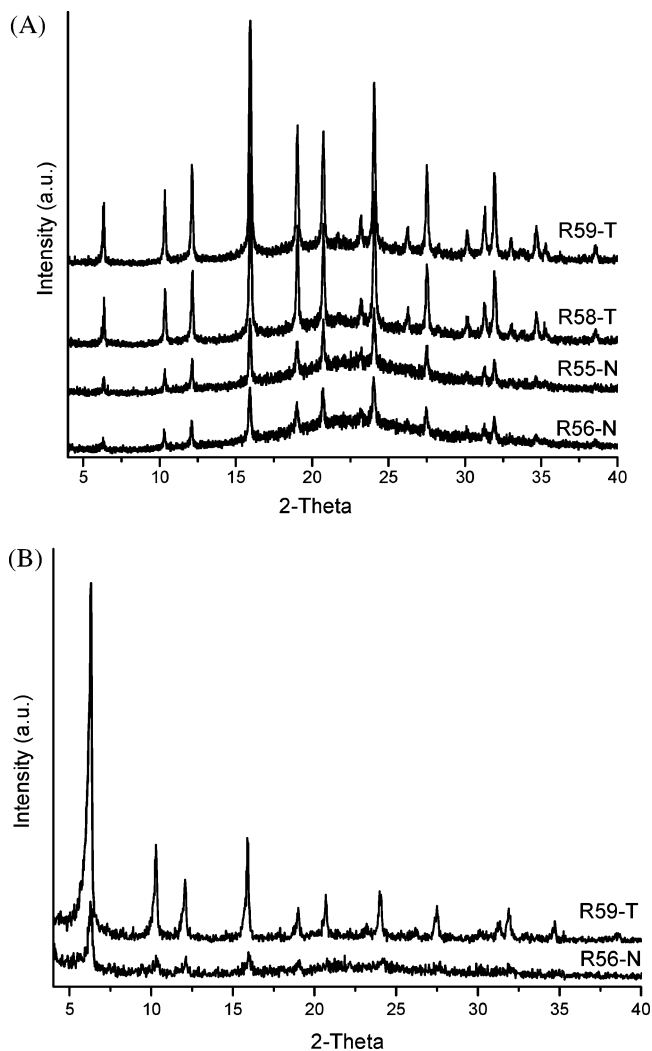 (A)
Intensity (a.u.)
R59-T
R58-T
R55-N
R56-N
5 10 15 20 25 30 35 40
2-Theta
(B)
Intensity (a.u.)
R59-T
R56-N
5 10 15 20 25 30 35 40
2-Theta